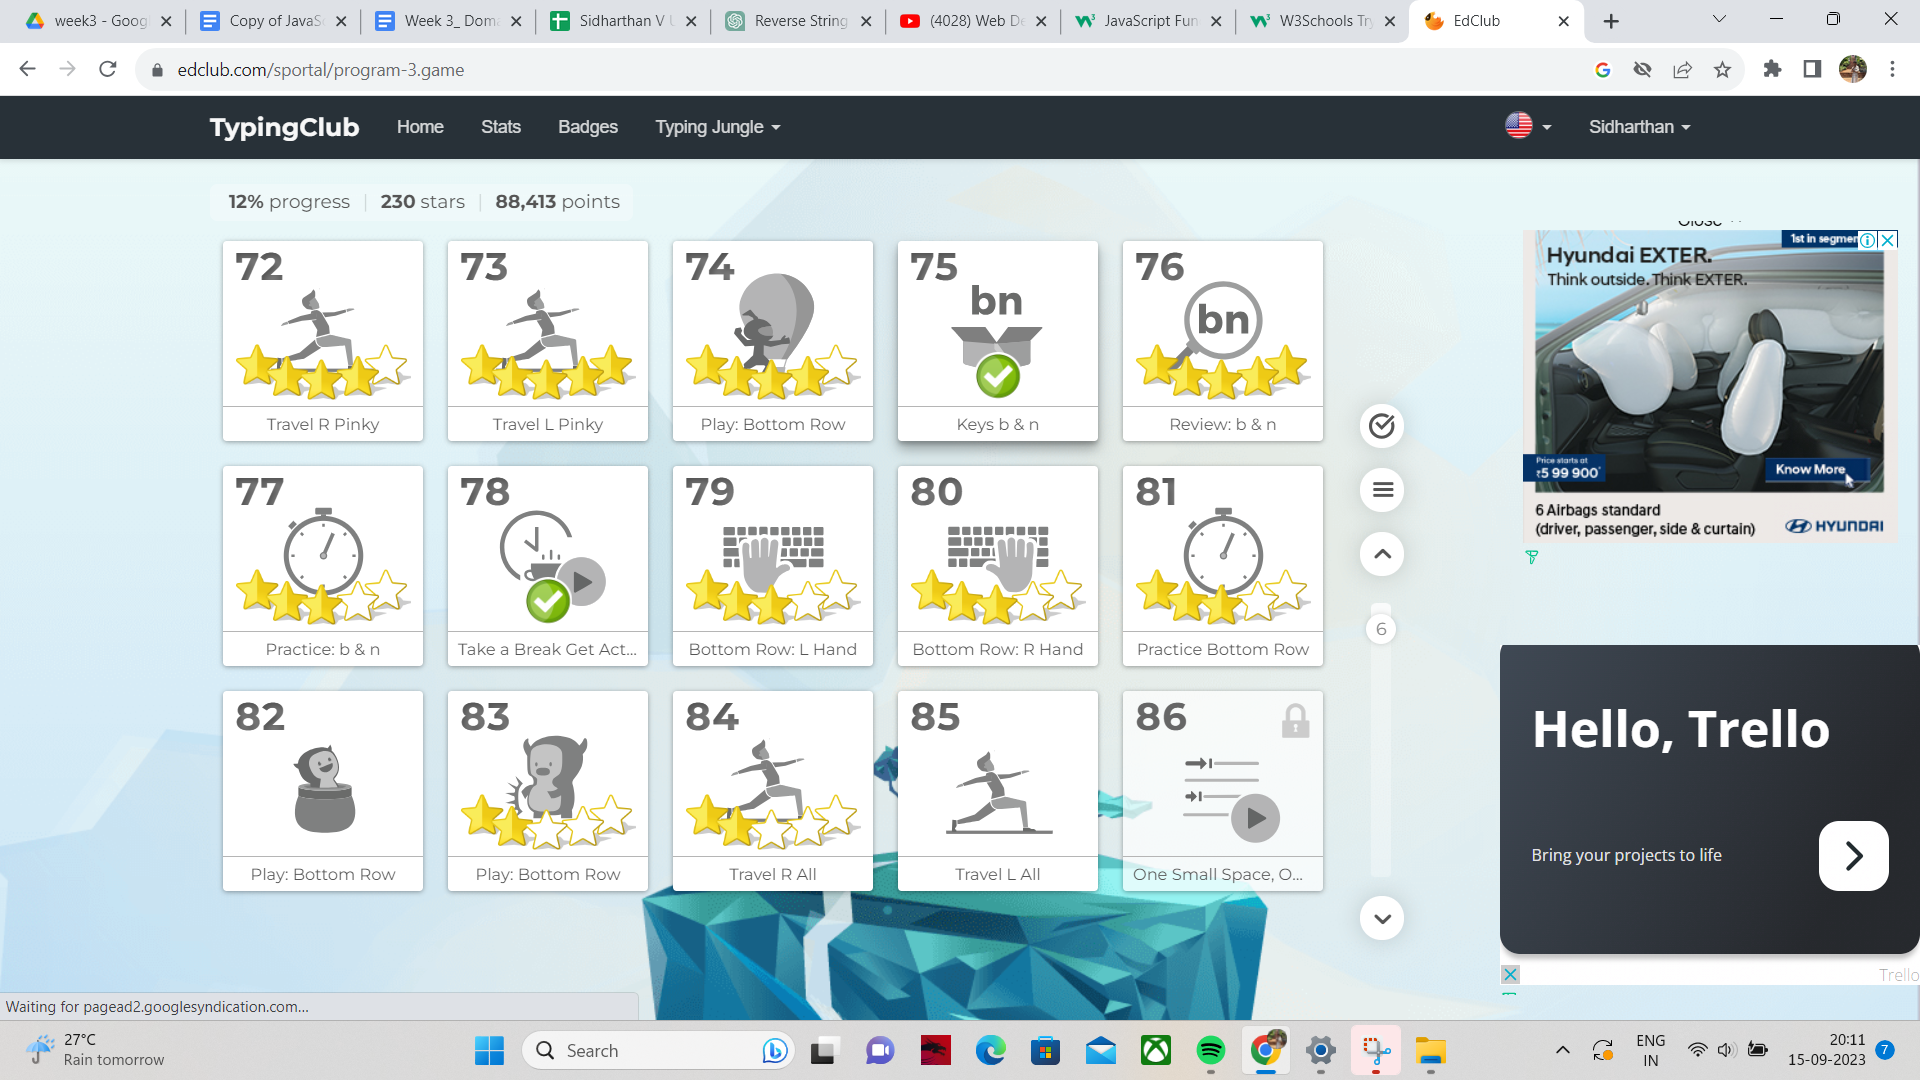 week3 - Goog
Copy of JavaSc
Week 3_ Doma
Sidharthan V U
Reverse String
(4028) Web De
JavaScript Fun
W3Schools Try
EdClub
edclub.com/sportal/program-3.game
TypingClub
Home
Stats
Badges
Typing Jungle
Sidharthan
12% progress
230 stars
88,413 points
72
Travel R Pinky
73
Travel L Pinky
74
Play: Bottom Row
75
bn
Keys b & n
76
bn
Review: b & n
77
Practice: b & n
78
Take a Break Get Act...
79
Bottom Row: L Hand
80
Bottom Row: R Hand
81
Practice Bottom Row
82
Play: Bottom Row
83
Play: Bottom Row
84
Travel R All
85
Travel L All
86
One Small Space, O...
6
Close
1st in segmen
Hyundai EXTER.
Think outside. Think EXTER.
Price starts at
₹5 99 900*
Know More
6 Airbags standard
(driver, passenger, side & curtain)
HYUNDAI
Hello, Trello
Bring your projects to life
Trello
Waiting for pagead2.googlesyndication.com...
27°C
Rain tomorrow
Search
ENG
IN
20:11
15-09-2023
7